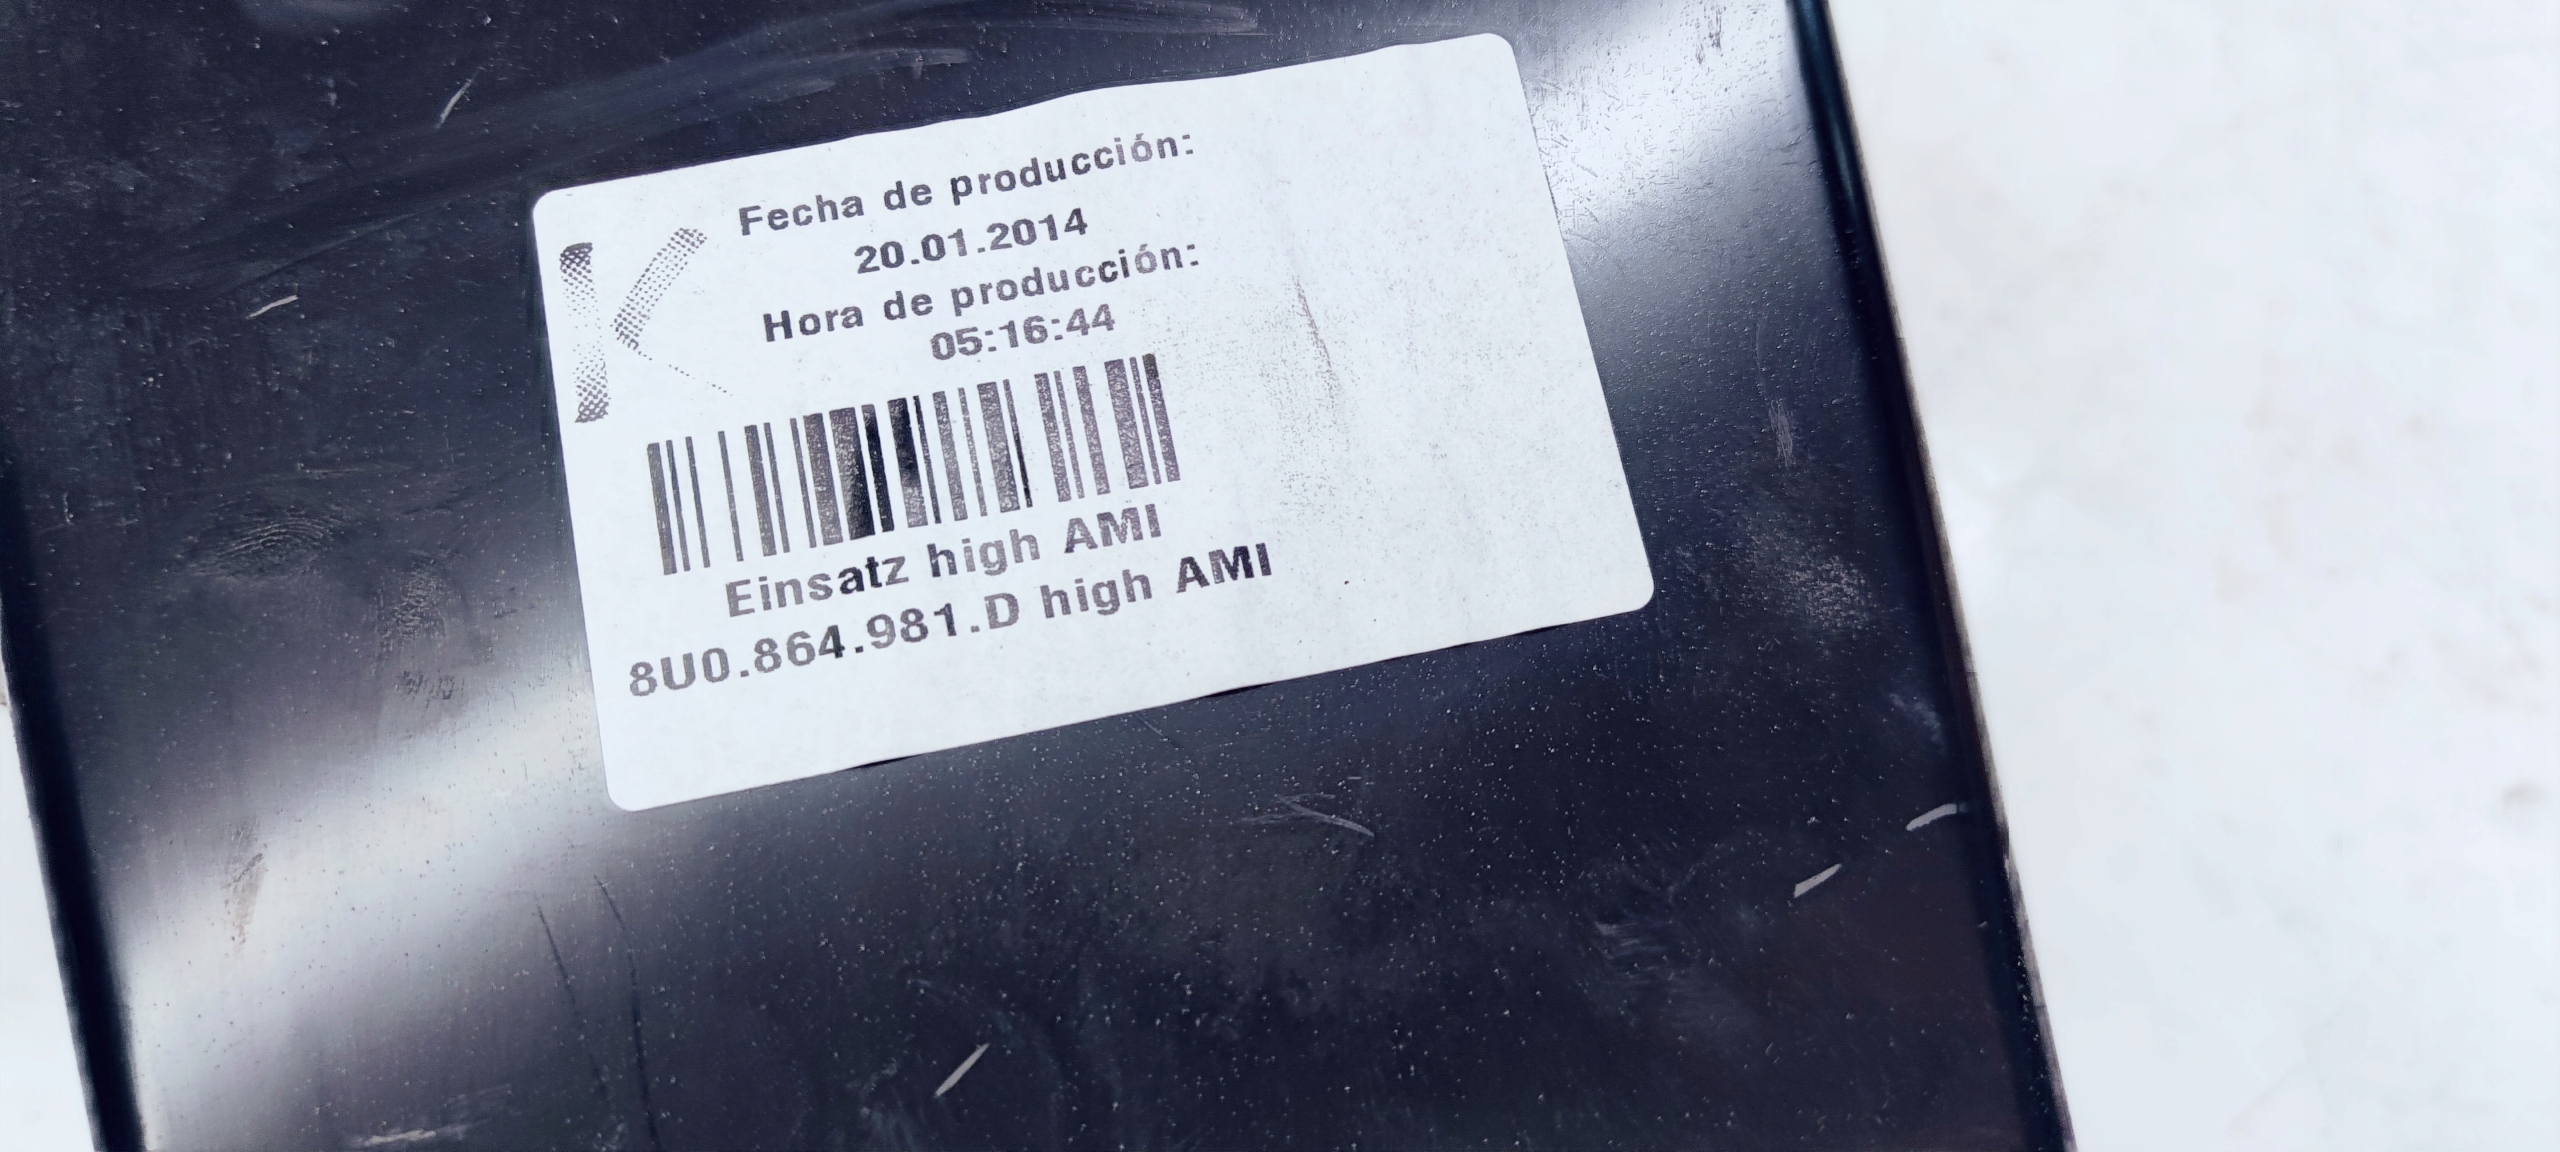 K
Fecha de producción:
20.01.2014
Hora de producción:
05:16:44
Einsatz high AMI
8U0.864.981.D high AMI